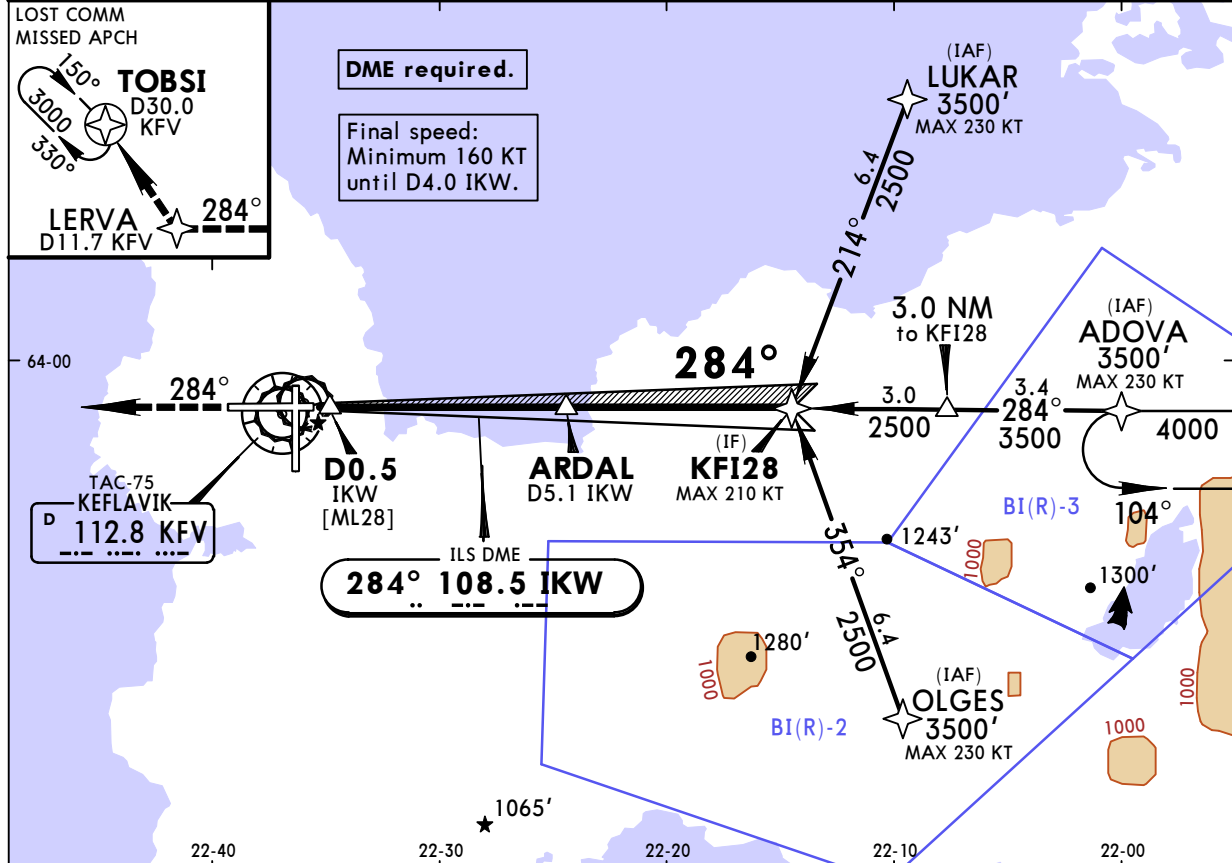 LOST COMM
MISSED APCH
150°
TOBSI
D30.0
KFV
3000
330°
LERVA
D11.7 KFV
284°
DME required.
Final speed:
Minimum 160 KT
until D4.0 IKW.
(IAF)
LUKAR
3500'
MAX 230 KT
6.4
2500
214°
3.0 NM
to KFI28
(IAF)
ADOVA
3500'
MAX 230 KT
64-00
284°
284°
3.0
2500
3.4
284°
3500
4000
104°
D0.5
IKW
[ML28]
ARDAL
D5.1 IKW
(IF)
KFI28
MAX 210 KT
TAC-75
KEFLAVIK
D 112.8 KFV
ILS DME
284° 108.5 IKW
354°
6.4
2500
BI(R)-3
1243'
1000
1300'
1280'
1000
1000
1000
BI(R)-2
(IAF)
OLGES
3500'
MAX 230 KT
1065'
22-40
22-30
22-20
22-10
22-00